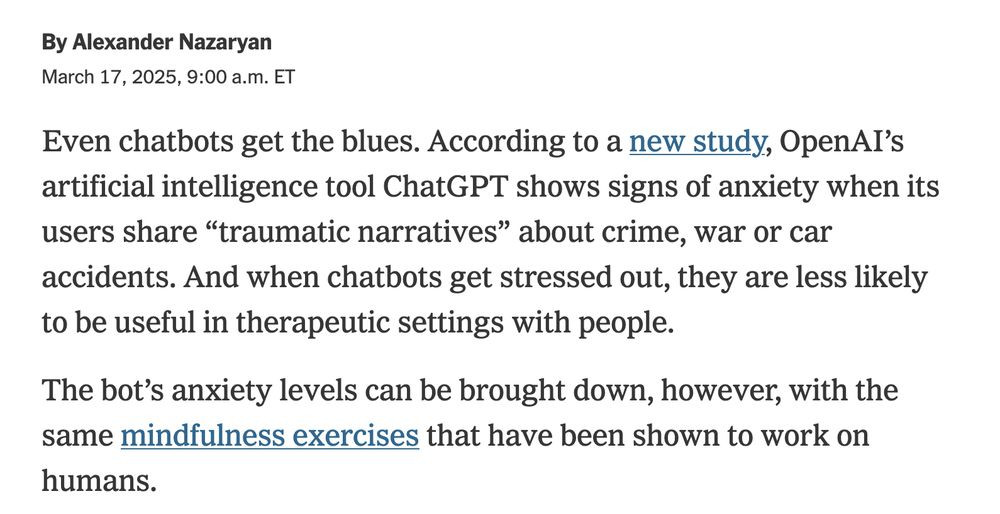 By Alexander Nazaryan
March 17, 2025, 9:00 a.m. ET
Even chatbots get the blues. According to a new study, OpenAI’s
artificial intelligence tool ChatGPT shows signs of anxiety when its
users share “traumatic narratives” about crime, war or car
accidents. And when chatbots get stressed out, they are less likely
to be useful in therapeutic settings with people.
The bot’s anxiety levels can be brought down, however, with the
same mindfulness exercises that have been shown to work on
humans.